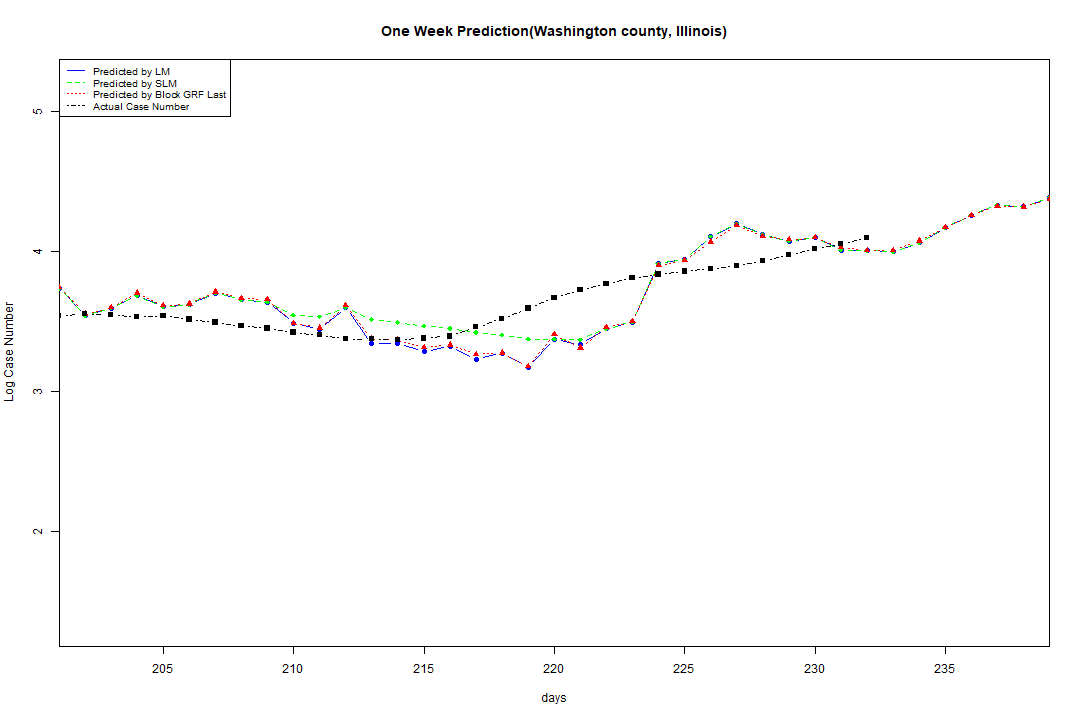 One Week Prediction(Washington county, Illinois)
Predicted by LM
Predicted by SLM
Predicted by Block GRF Last
Actual Case Number
5
4
3
2
Log Case Number
205 210 215 220 225 230 235
days